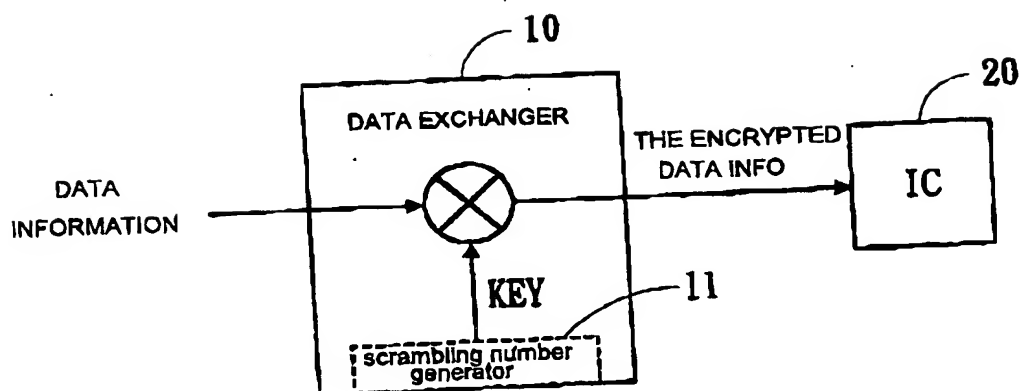 10
20
DATA EXCHANGER
THE ENCRYPTED
DATA INFO
IC
DATA
INFORMATION
KEY
11
scrambling number
generator